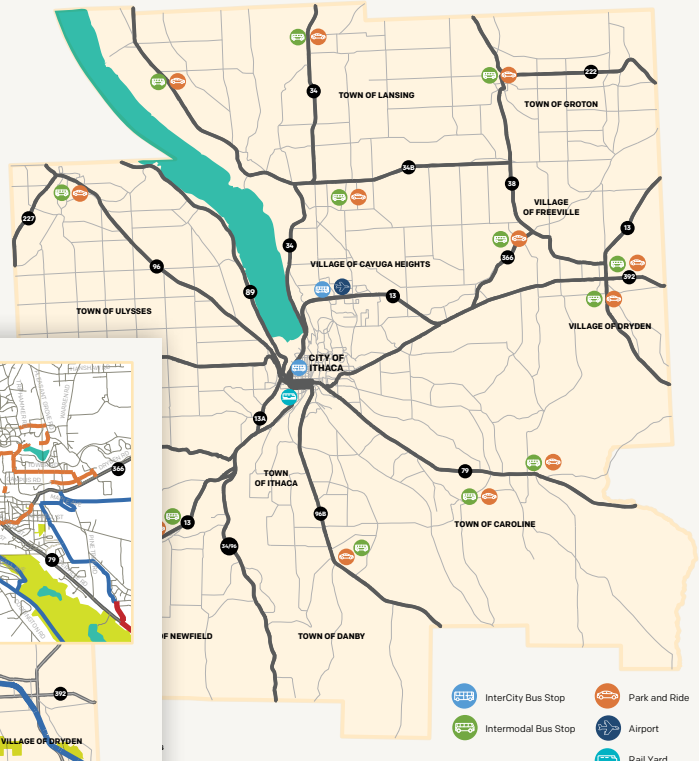 34
TOWN OF LANSING
222
TOWN OF GROTON
34B
38
227
VILLAGE
OF FREEVILLE
13
34
366
96
VILLAGE OF CAYUGA HEIGHTS
392
89
13
TOWN OF ULYSSES
VILLAGE OF DRYDEN
CITY OF
ITHACA
WARREN RD
13A
366
79
TOWN
OF ITHACA
96B
13
TOWN OF CAROLINE
34/96
79
OF NEWFIELD
TOWN OF DANBY
392
InterCity Bus Stop
Park and Ride
Intermodal Bus Stop
Airport
VILLAGE OF DRYDEN
Rail Yard